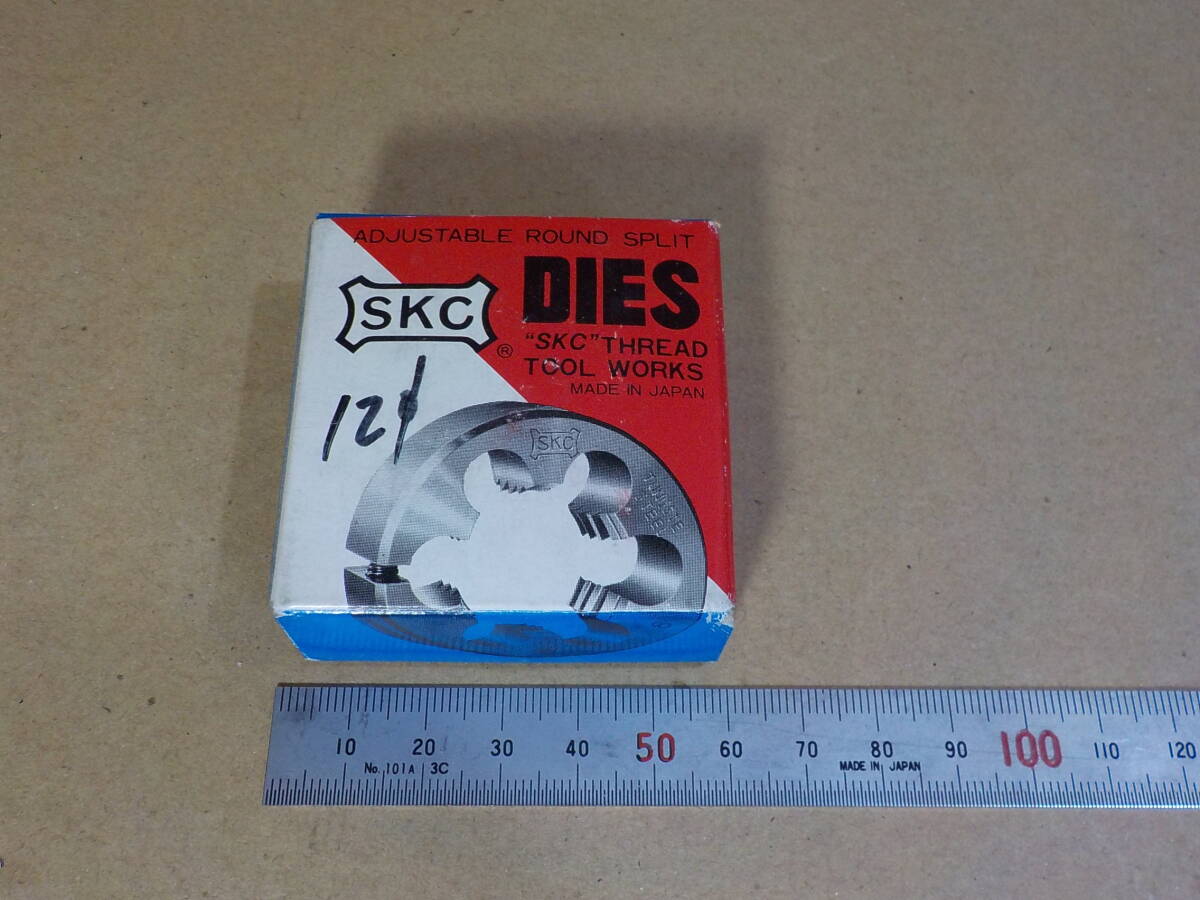 ADJUSTABLE ROUND SPLIT
DIES
SKC
®
"SKC" THREAD
TOOL WORKS
MADE IN JAPAN
12φ
SKC
10 20 30 40 50 60 70 80 90 100 110 120
No. 101A 3C MADE IN JAPAN